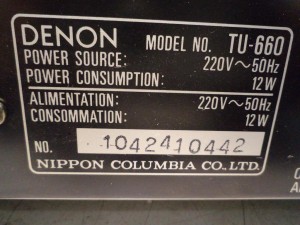 DENON MODEL NO. TU-660
POWER SOURCE: 220V～50Hz
POWER CONSUMPTION: 12W
ALIMENTATION: 220V～50Hz
CONSOMMATION: 12W
NO. 1042410442
NIPPON COLUMBIA CO., LTD.